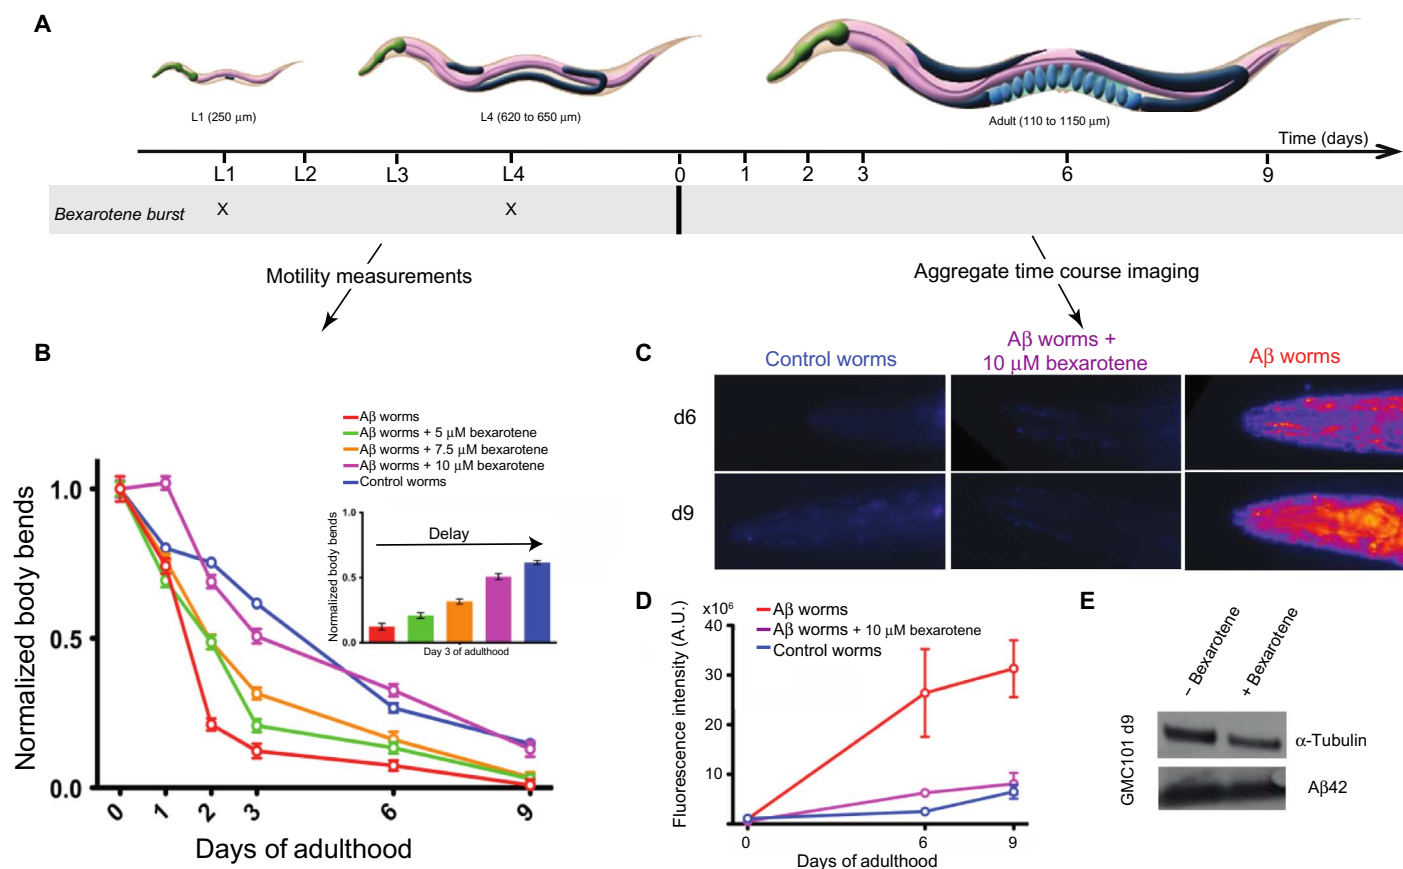 A
L1 (250 μm)
L4 (620 to 650 μm)
Adult (110 to 1150 μm)
Time (days)
L1 L2 L3 L4 0 1 2 3 6 9
Bexarotene burst X X
Motility measurements
Aggregate time course imaging
B
Aβ worms
Aβ worms + 5 μM bexarotene
Aβ worms + 7.5 μM bexarotene
Aβ worms + 10 μM bexarotene
Control worms
Normalized body bends
1.0
0.5
0.0
0 1 2 3 6 9
Days of adulthood
Normalized body bends
1.0
0.5
0.0
Delay
Day 3 of adulthood
C
Control worms
Aβ worms +
10 μM bexarotene
Aβ worms
d6
d9
D
x10⁶
Aβ worms
Aβ worms + 10 μM bexarotene
Control worms
Fluorescence intensity (A.U.)
40
30
20
10
0 6 9
Days of adulthood
E
– Bexarotene
+ Bexarotene
GMC101 d9
α-Tubulin
Aβ42